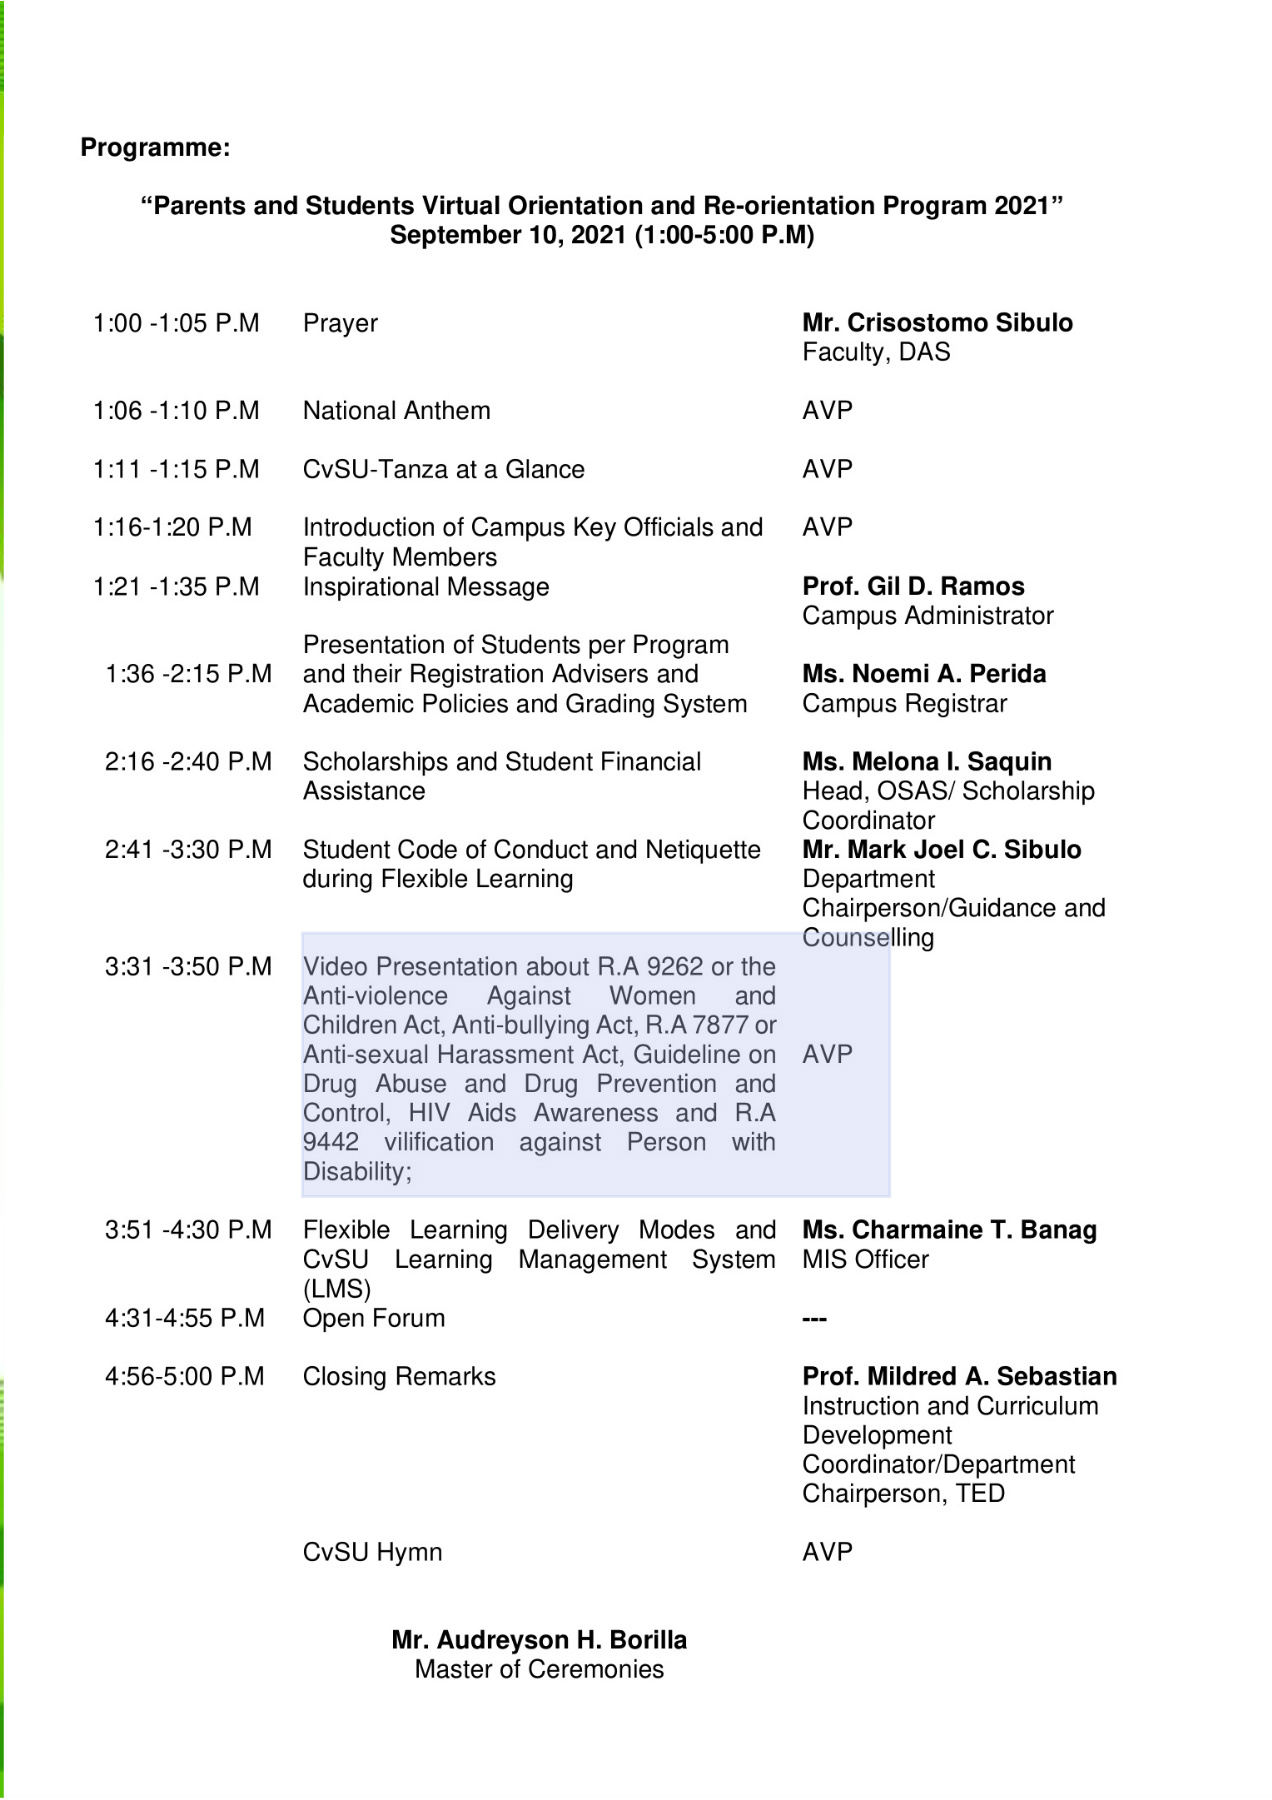 Programme:
“Parents and Students Virtual Orientation and Re-orientation Program 2021”
September 10, 2021 (1:00-5:00 P.M)
1:00 -1:05 P.M Prayer Mr. Crisostomo Sibulo
Faculty, DAS
1:06 -1:10 P.M National Anthem AVP
1:11 -1:15 P.M CvSU-Tanza at a Glance AVP
1:16-1:20 P.M Introduction of Campus Key Officials and AVP
Faculty Members
1:21 -1:35 P.M Inspirational Message Prof. Gil D. Ramos
Campus Administrator
Presentation of Students per Program
1:36 -2:15 P.M and their Registration Advisers and Ms. Noemi A. Perida
Academic Policies and Grading System Campus Registrar
2:16 -2:40 P.M Scholarships and Student Financial Ms. Melona I. Saquin
Assistance Head, OSAS/ Scholarship
Coordinator
2:41 -3:30 P.M Student Code of Conduct and Netiquette Mr. Mark Joel C. Sibulo
during Flexible Learning Department
Chairperson/Guidance and
Counselling
3:31 -3:50 P.M Video Presentation about R.A 9262 or the
Anti-violence Against Women and
Children Act, Anti-bullying Act, R.A 7877 or
Anti-sexual Harassment Act, Guideline on AVP
Drug Abuse and Drug Prevention and
Control, HIV Aids Awareness and R.A
9442 vilification against Person with
Disability;
3:51 -4:30 P.M Flexible Learning Delivery Modes and Ms. Charmaine T. Banag
CvSU Learning Management System MIS Officer
(LMS)
4:31-4:55 P.M Open Forum ---
4:56-5:00 P.M Closing Remarks Prof. Mildred A. Sebastian
Instruction and Curriculum
Development
Coordinator/Department
Chairperson, TED
CvSU Hymn AVP
Mr. Audreyson H. Borilla
Master of Ceremonies